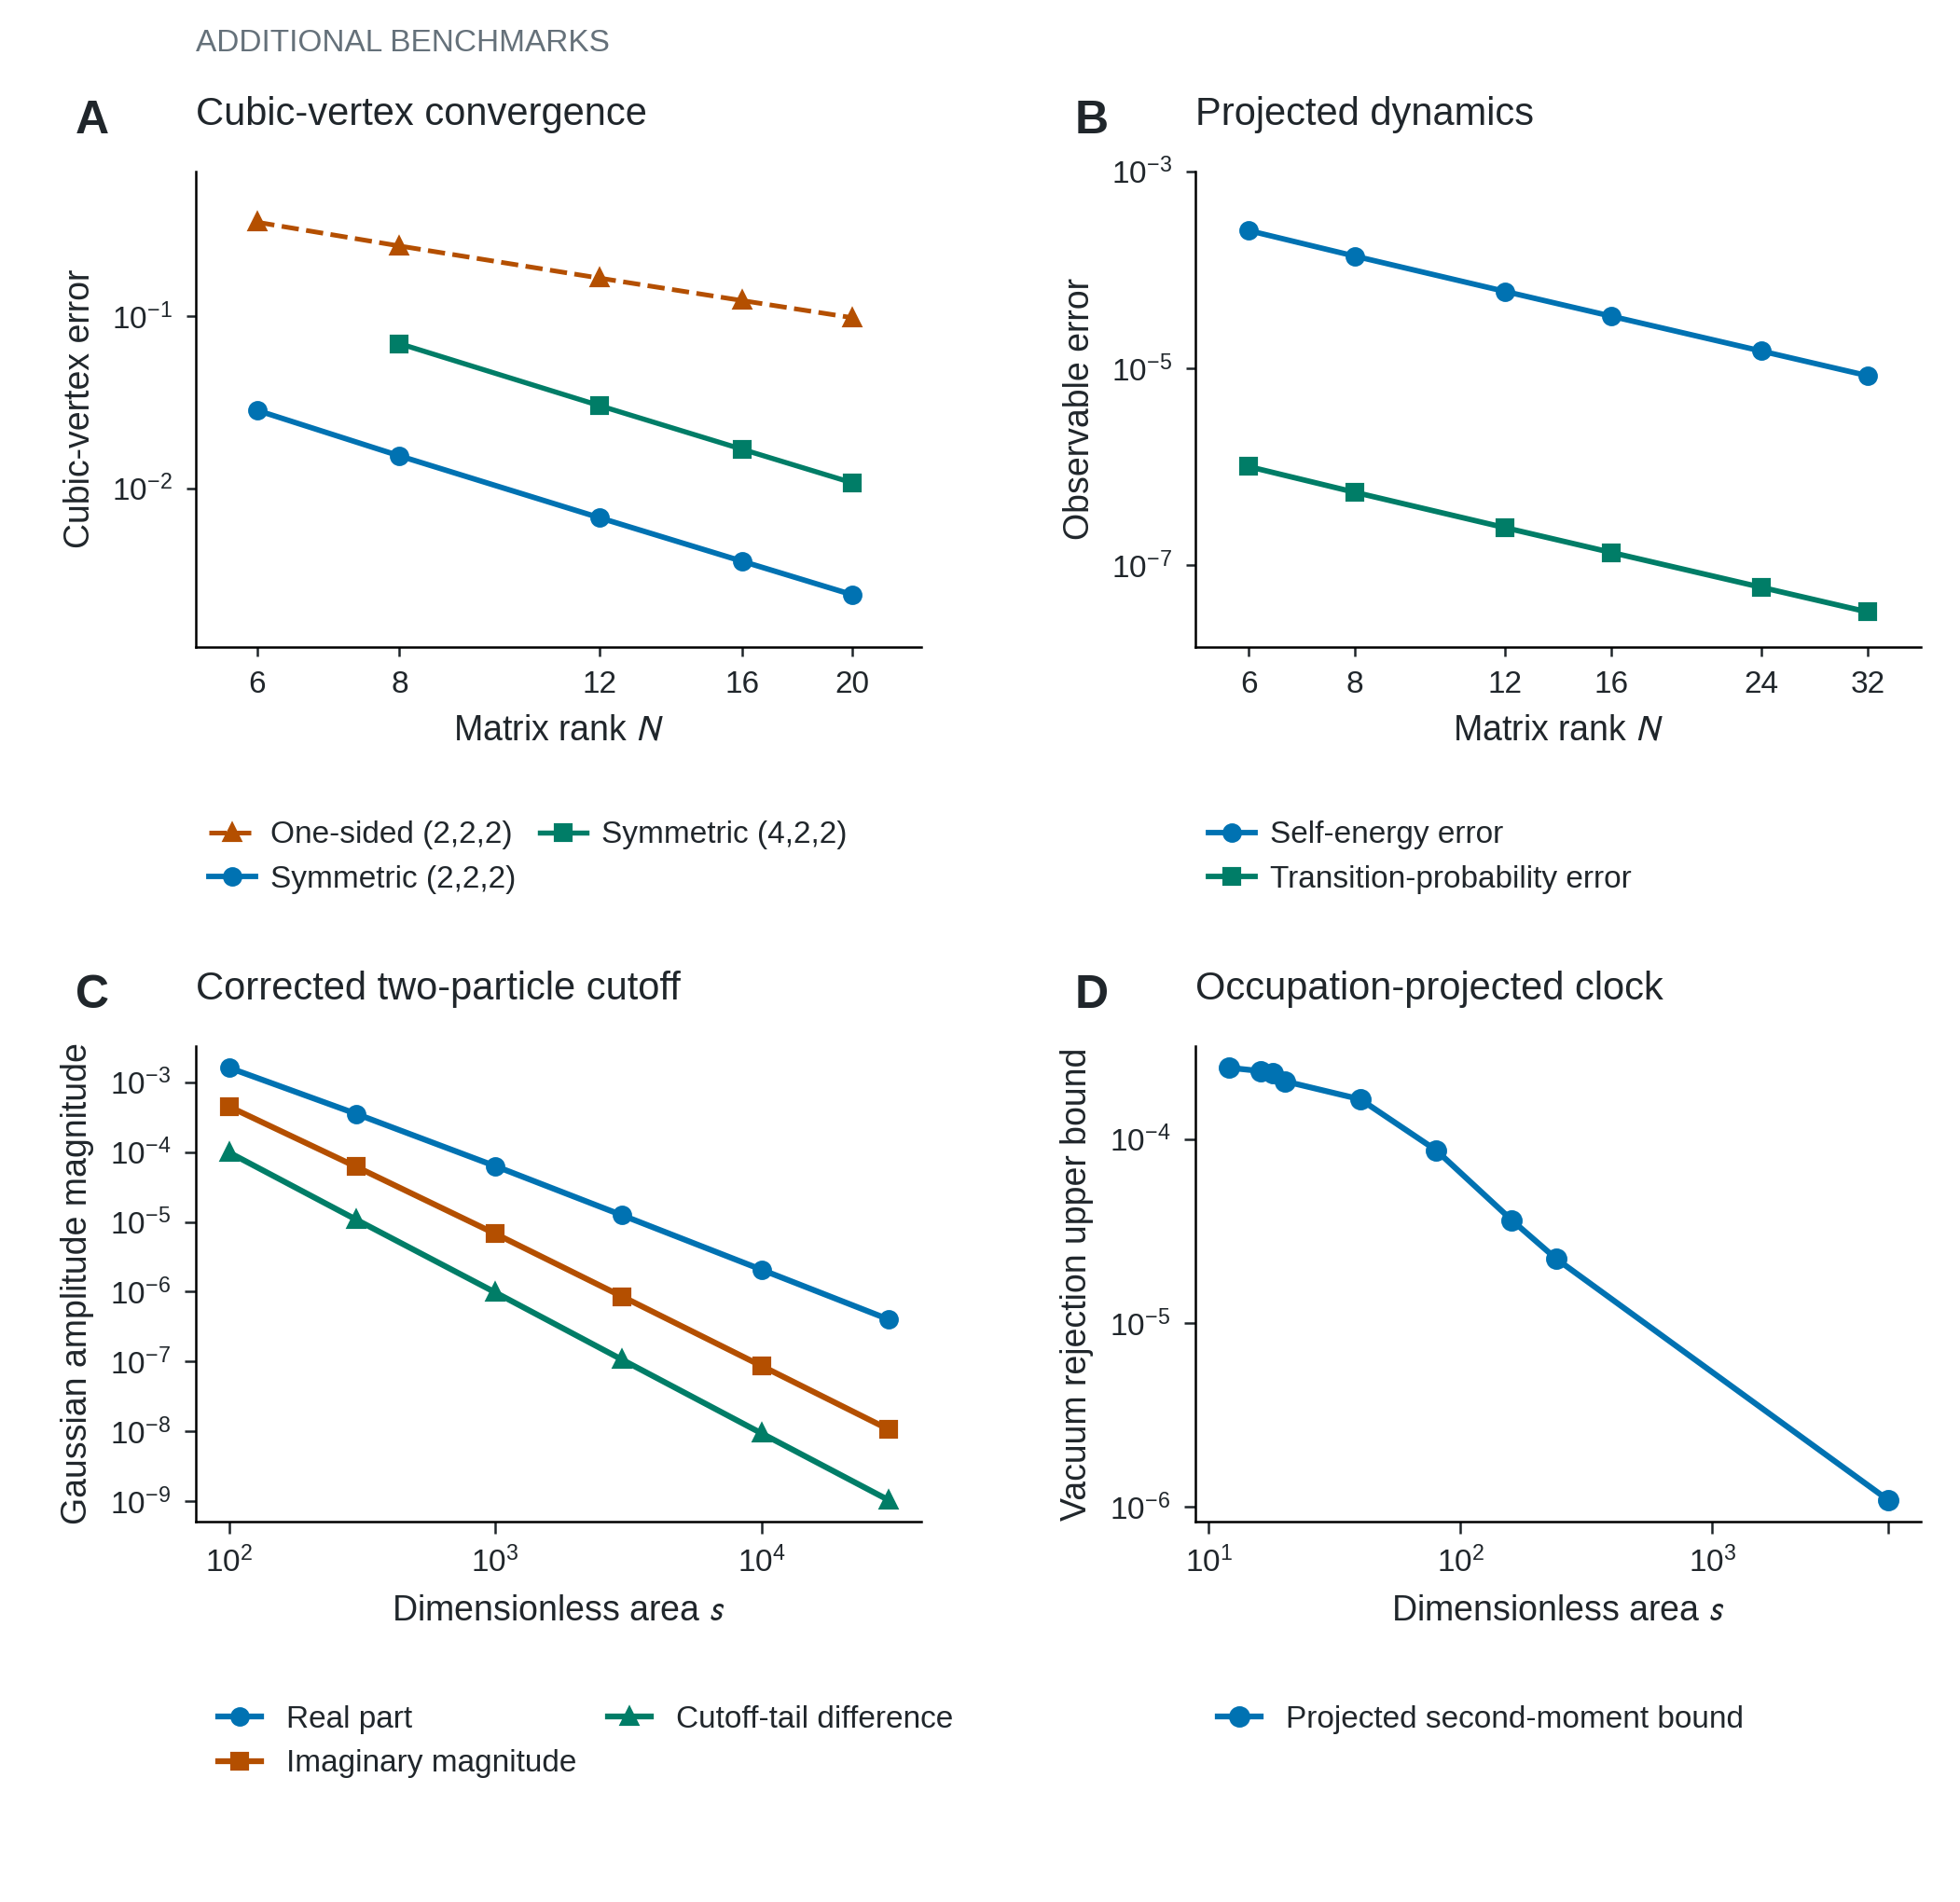 ADDITIONAL BENCHMARKS
A Cubic-vertex convergence
Cubic-vertex error
10⁻¹
10⁻²
6 8 12 16 20
Matrix rank N
One-sided (2,2,2) Symmetric (4,2,2)
Symmetric (2,2,2)
B Projected dynamics
Observable error
10⁻³
10⁻⁵
10⁻⁷
6 8 12 16 24 32
Matrix rank N
Self-energy error
Transition-probability error
C Corrected two-particle cutoff
Gaussian amplitude magnitude
10⁻³
10⁻⁴
10⁻⁵
10⁻⁶
10⁻⁷
10⁻⁸
10⁻⁹
10² 10³ 10⁴
Dimensionless area s
Real part Cutoff-tail difference
Imaginary magnitude
D Occupation-projected clock
Vacuum rejection upper bound
10⁻⁴
10⁻⁵
10⁻⁶
10¹ 10² 10³
Dimensionless area s
Projected second-moment bound